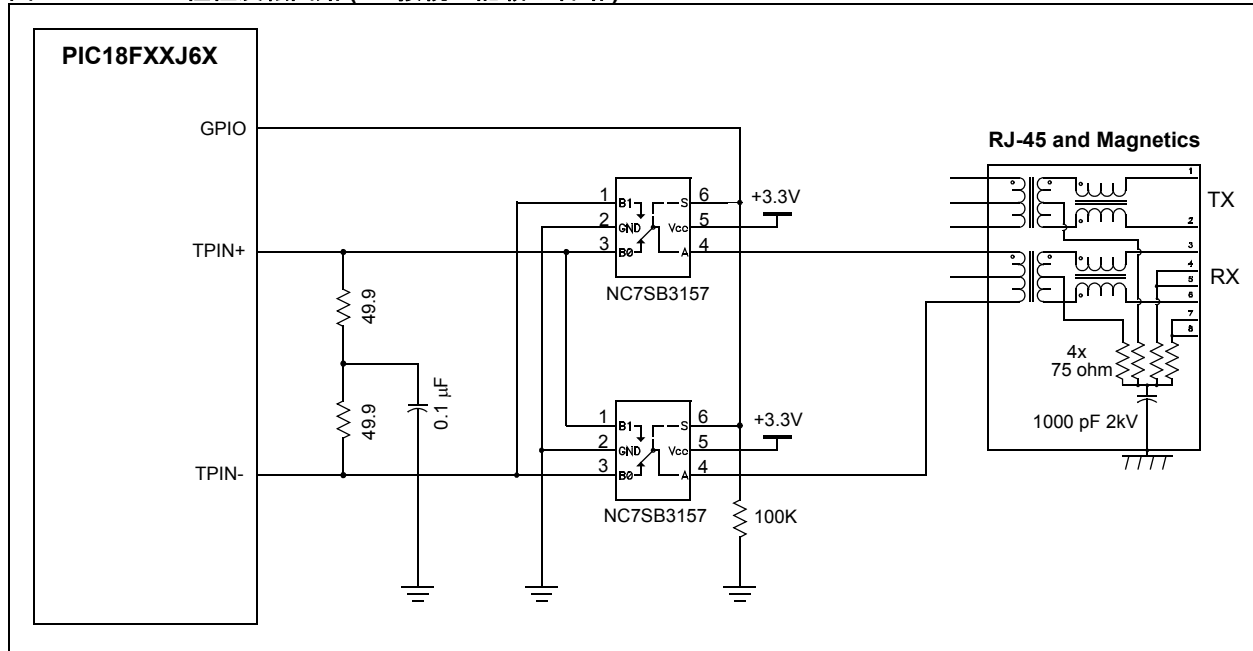 PIC18FXXJ6X
GPIO
TPIN+
TPIN-
49.9
49.9
0.1 µF
1 B1 S 6
2 GND Vcc 5
3 B0 A 4
+3.3V
NC7SB3157
1 B1 S 6
2 GND Vcc 5
3 B0 A 4
+3.3V
NC7SB3157
100K
RJ-45 and Magnetics
1
TX
2
3
4
RX
5
6
7
8
4x
75 ohm
1000 pF 2kV